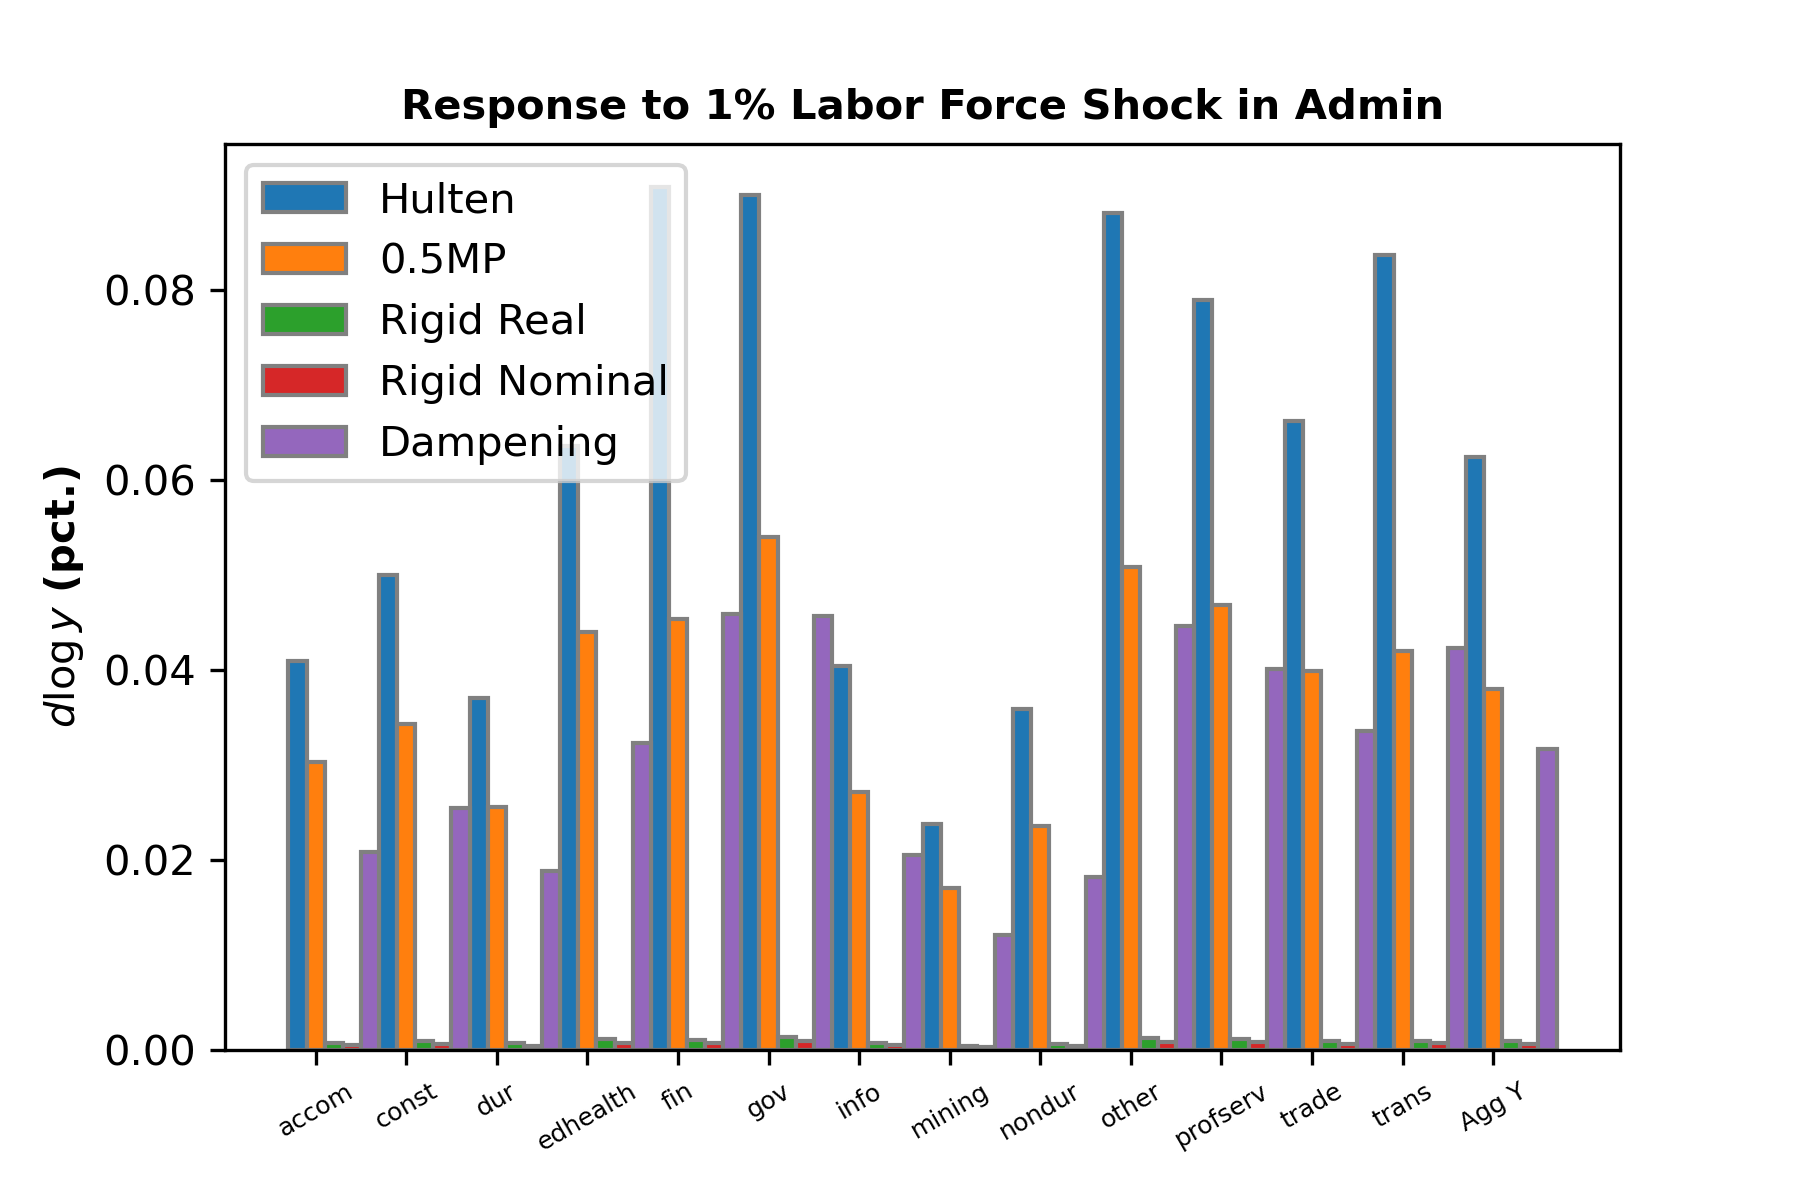 Response to 1% Labor Force Shock in Admin
Hulten
0.5MP
Rigid Real
Rigid Nominal
Dampening
dlog y (pct.)
0.08
0.06
0.04
0.02
0.00
accom const dur edhealth fin gov info mining nondur other profserv trade trans Agg Y